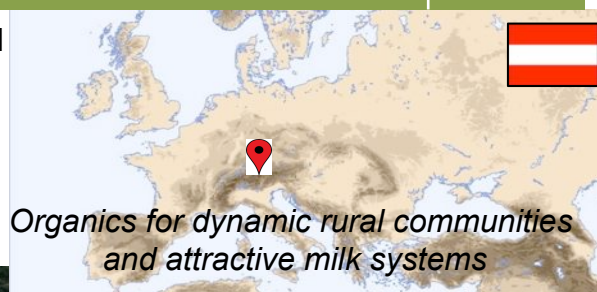 Organics for dynamic rural communities
and attractive milk systems